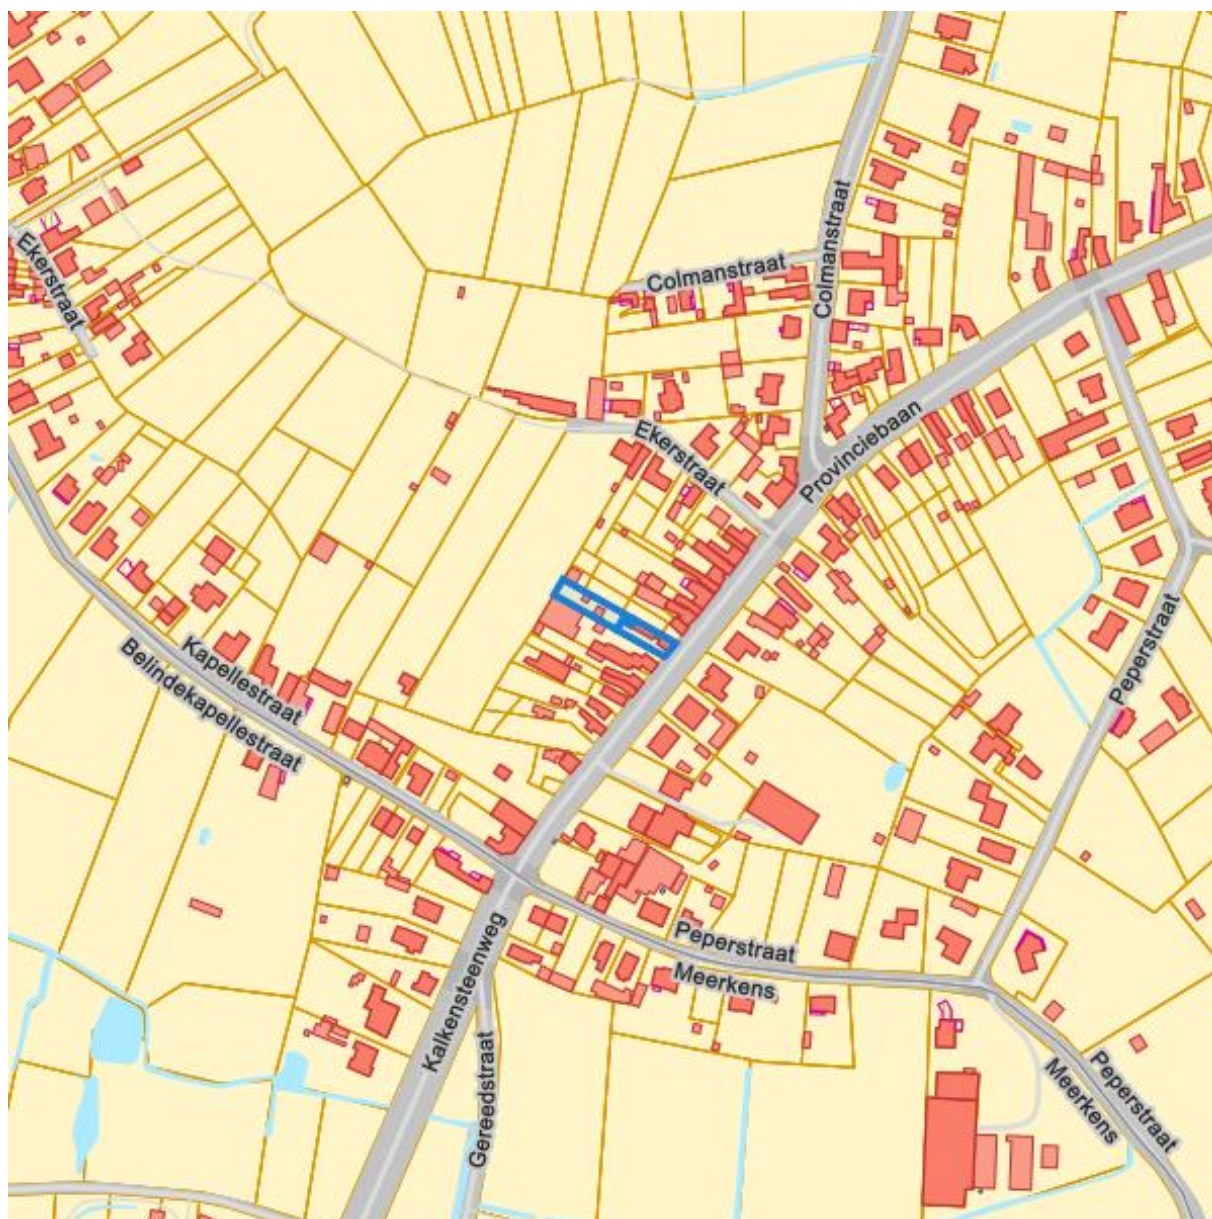 Ekerstraat
Colmanstraat
Colmanstraat
Provinciebaan
Ekerstraat
Kapellestraat
Belindekapellestraat
Peperstraat
Kalkensteenweg
Peperstraat
Meerkens
Gereedstraat
Peperstraat
Meerkens